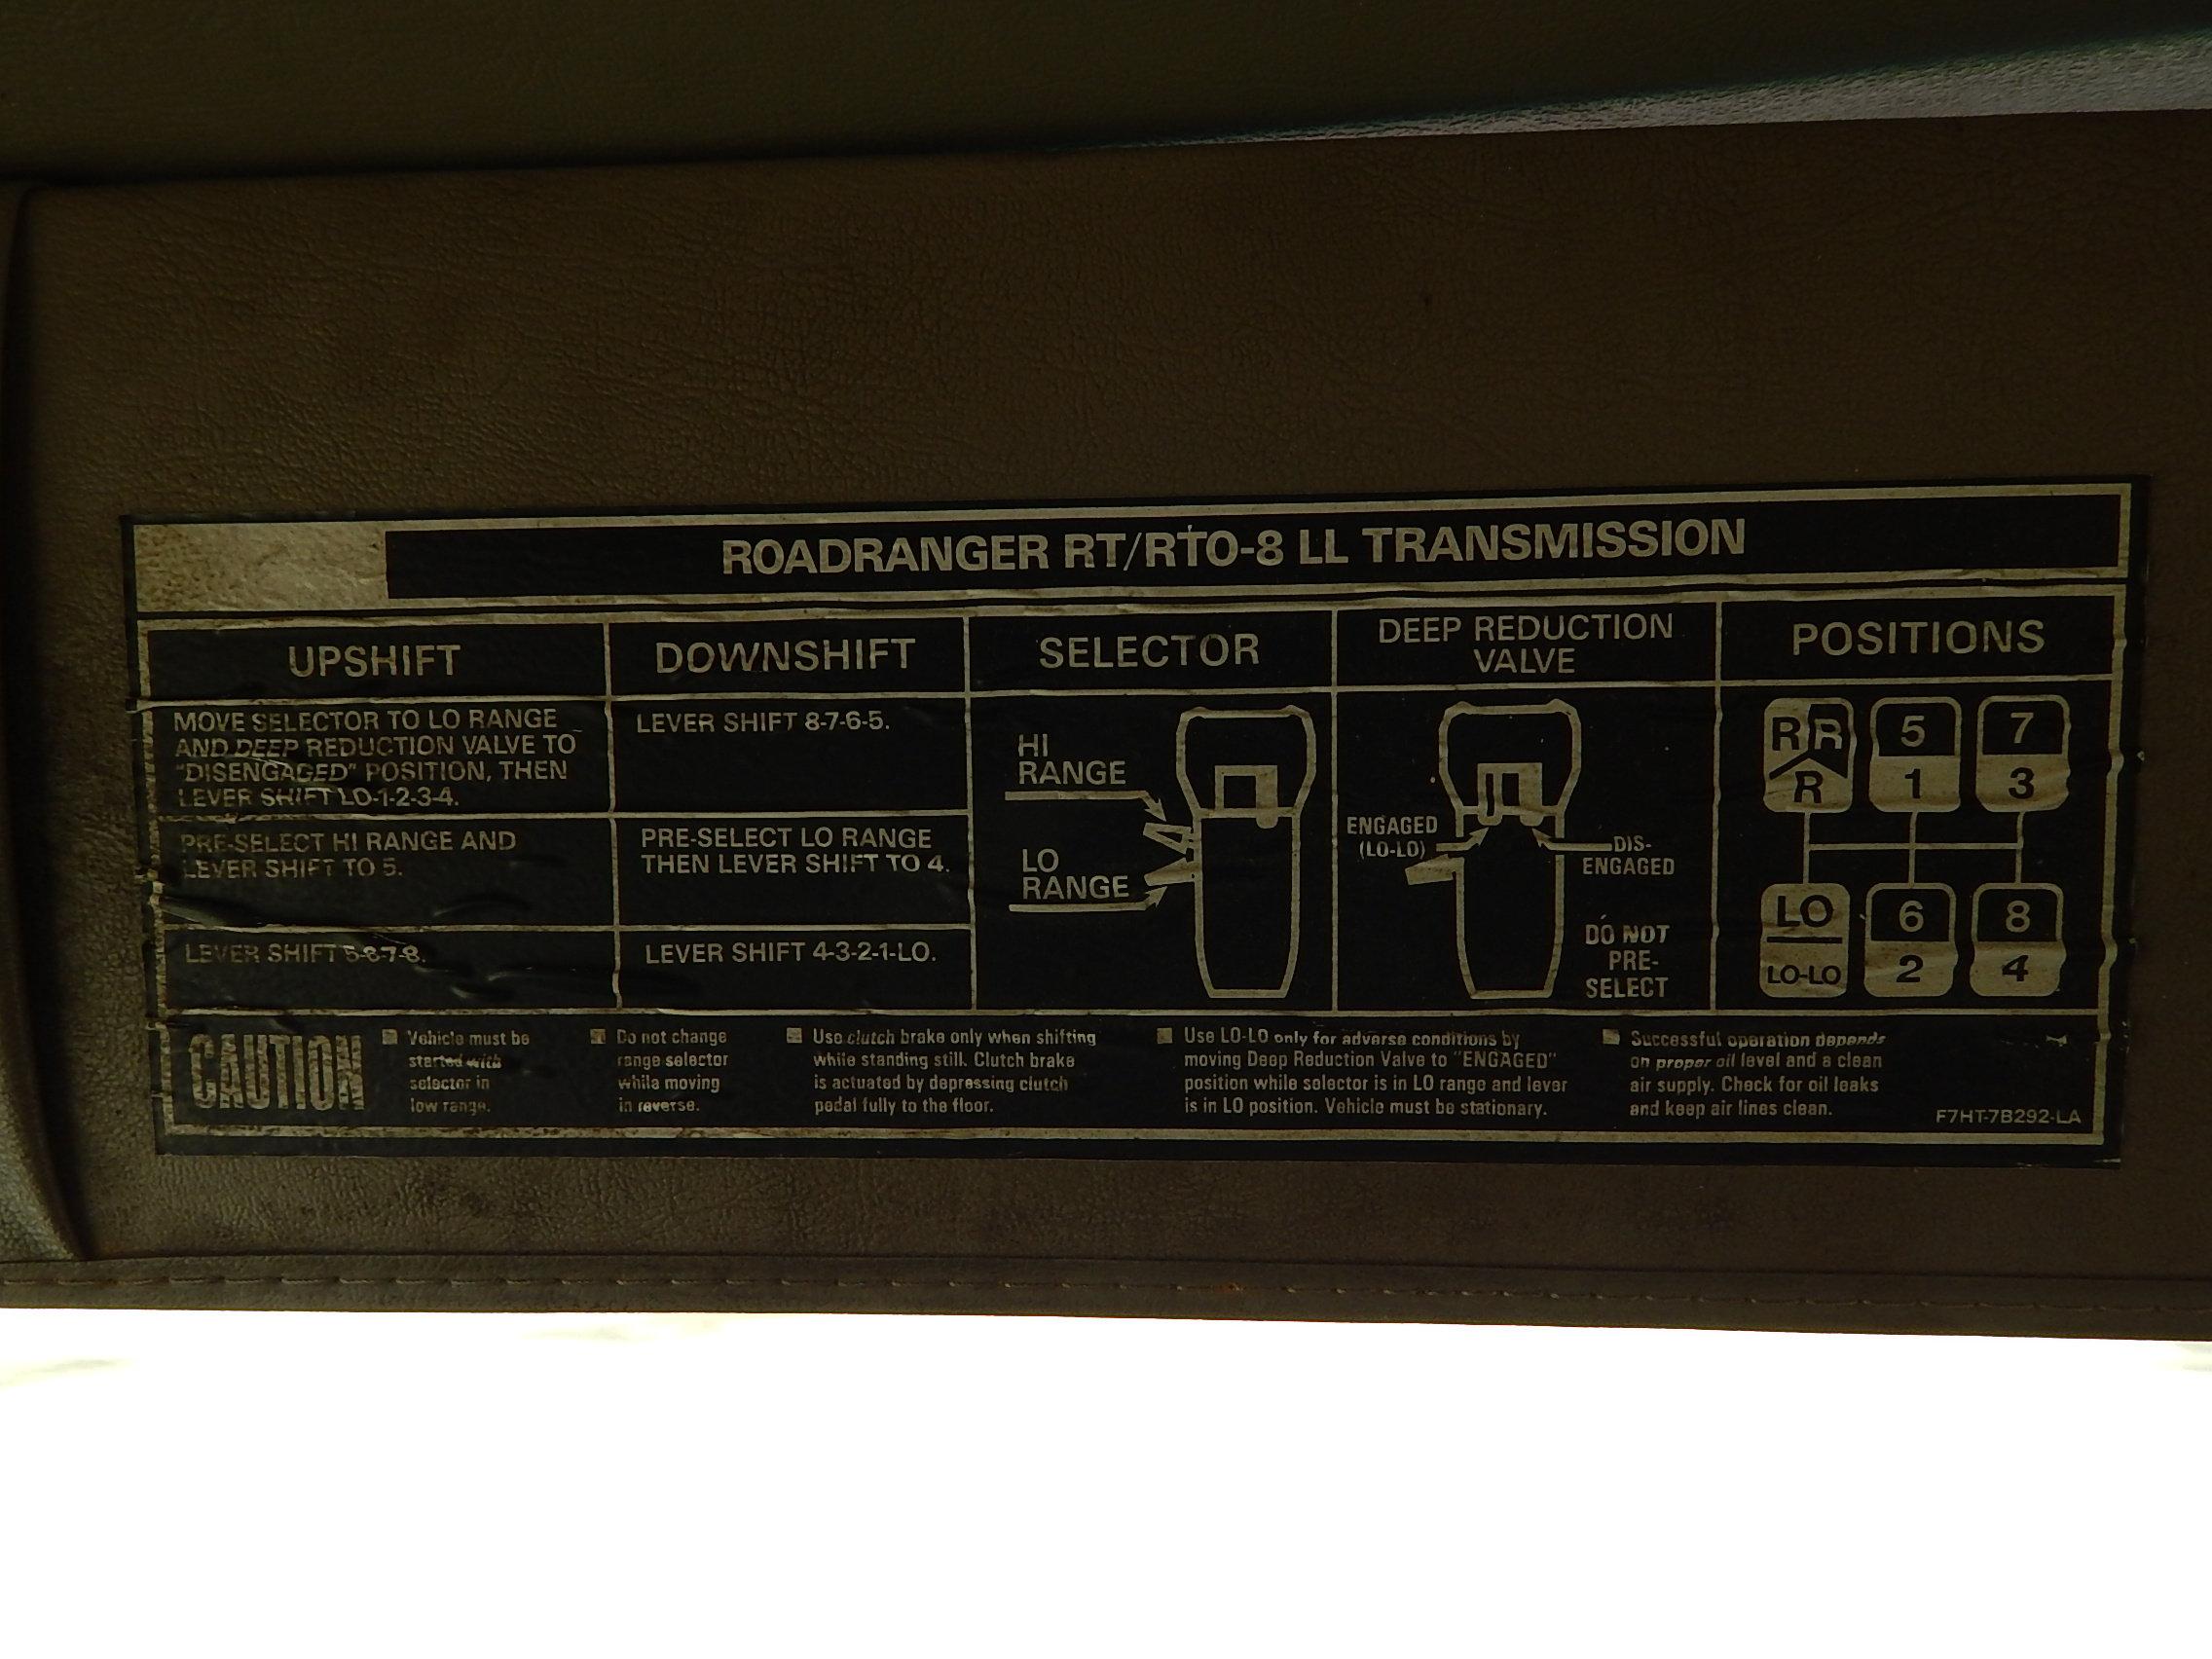 ROADRANGER RT/RTO-8 LL TRANSMISSION
UPSHIFT
MOVE SELECTOR TO LO RANGE
AND DEEP REDUCTION VALVE TO
"DISENGAGED" POSITION, THEN
LEVER SHIFT LO-1-2-3-4.
PRE-SELECT HI RANGE AND
LEVER SHIFT TO 5.
LEVER SHIFT 5-6-7-8.
DOWNSHIFT
LEVER SHIFT 8-7-6-5.
PRE-SELECT LO RANGE
THEN LEVER SHIFT TO 4.
LEVER SHIFT 4-3-2-1-LO.
SELECTOR
HI
RANGE
LO
RANGE
DEEP REDUCTION
VALVE
ENGAGED
(LO-LO)
DIS-
ENGAGED
DO NOT
PRE-
SELECT
POSITIONS
R R 5 7
R 1 3
LO 6 8
LO-LO 2 4
CAUTION
Vehicle must be
started with
selector in
low range.
Do not change
range selector
while moving
in reverse.
Use clutch brake only when shifting
while standing still. Clutch brake
is actuated by depressing clutch
pedal fully to the floor.
Use LO-LO only for adverse conditions by
moving Deep Reduction Valve to "ENGAGED"
position while selector is in LO range and lever
is in LO position. Vehicle must be stationary.
Successful operation depends
on proper oil level and a clean
air supply. Check for oil leaks
and keep air lines clean.
F7HT-7B292-LA